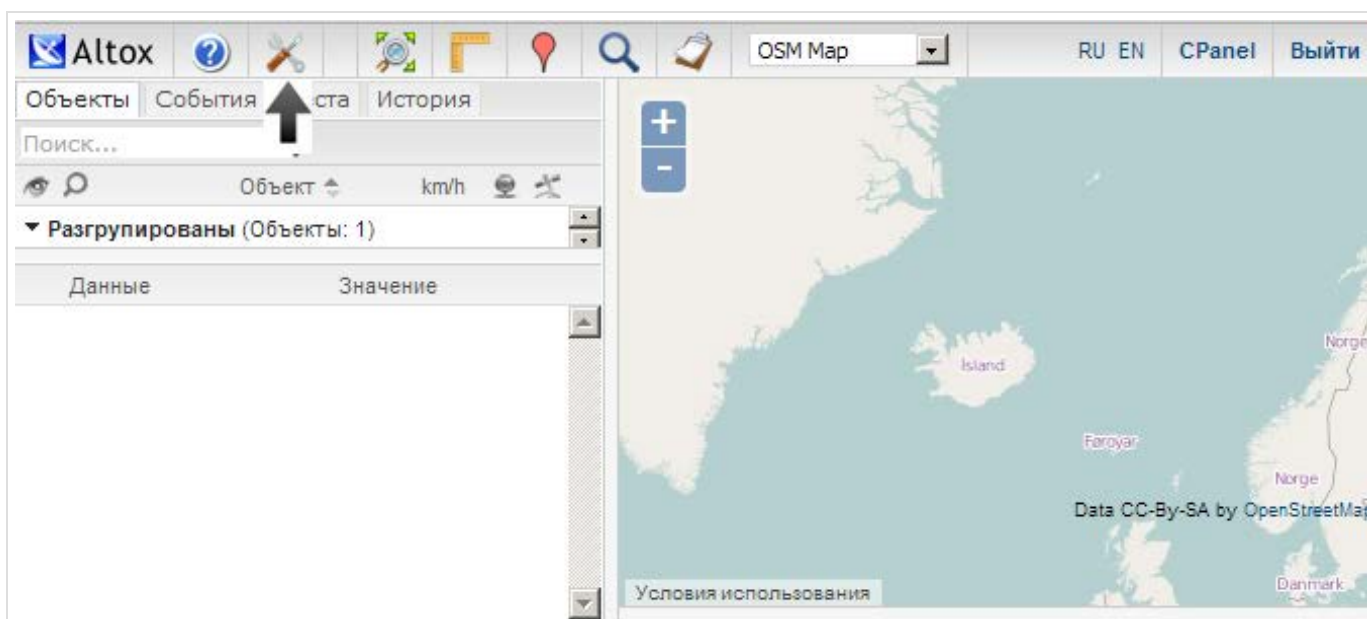 Altox ? OSM Map RU EN CPanel Выйти
Объекты События ста История
Поиск...
Объект km/h
Разгрупированы (Объекты: 1)
Данные Значение
+
-
Island
Norge
Føroyar
Norge
Data CC-By-SA by OpenStreetMap
Danmark
Условия использования